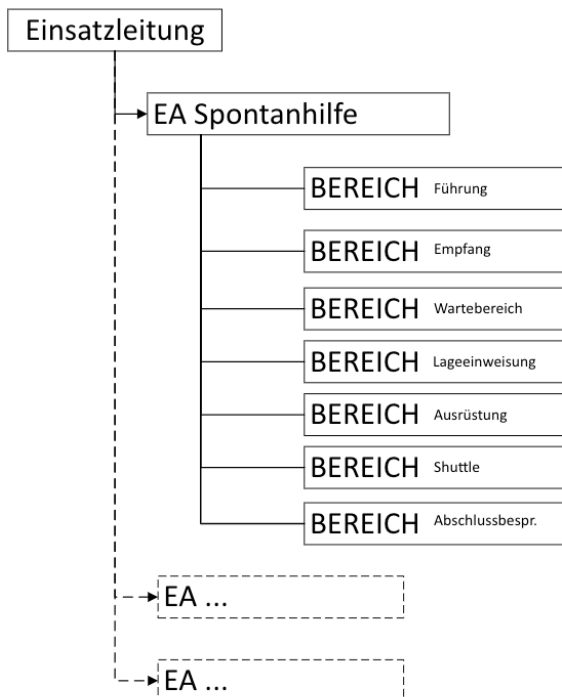 Einsatzleitung
EA Spontanhilfe
BEREICH Führung
BEREICH Empfang
BEREICH Wartebereich
BEREICH Lageeinweisung
BEREICH Ausrüstung
BEREICH Shuttle
BEREICH Abschlussbespr.
EA ...
EA ...